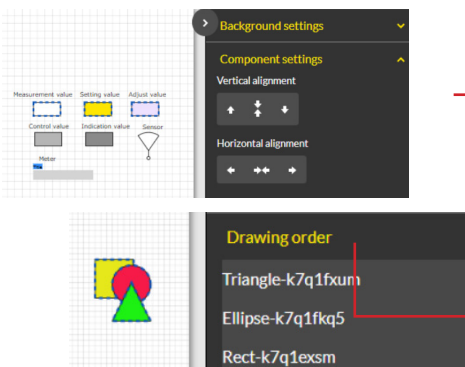 Background settings
Component settings
Vertical alignment
Measurement value Setting value Adjust value
Control value Indication value Sensor
Horizontal alignment
Meter
Drawing order
Triangle-k7q1fxum
Ellipse-k7q1fkq5
Rect-k7q1exsm